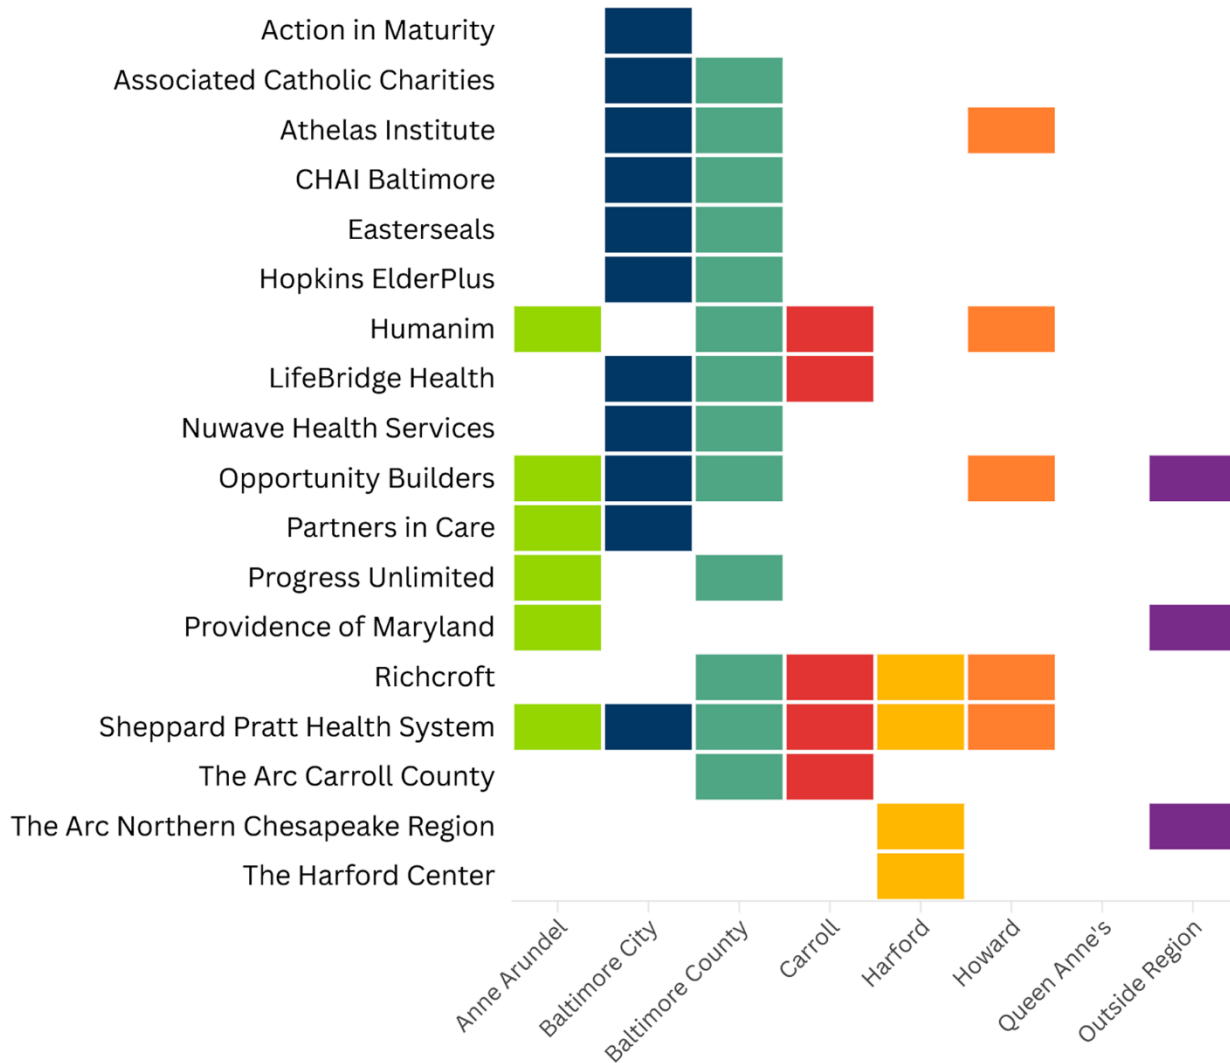 Action in Maturity
Associated Catholic Charities
Athelas Institute
CHAI Baltimore
Easterseals
Hopkins ElderPlus
Humanim
LifeBridge Health
Nuwave Health Services
Opportunity Builders
Partners in Care
Progress Unlimited
Providence of Maryland
Richcroft
Sheppard Pratt Health System
The Arc Carroll County
The Arc Northern Chesapeake Region
The Harford Center
Anne Arundel
Baltimore City
Baltimore County
Carroll
Harford
Howard
Queen Anne's
Outside Region